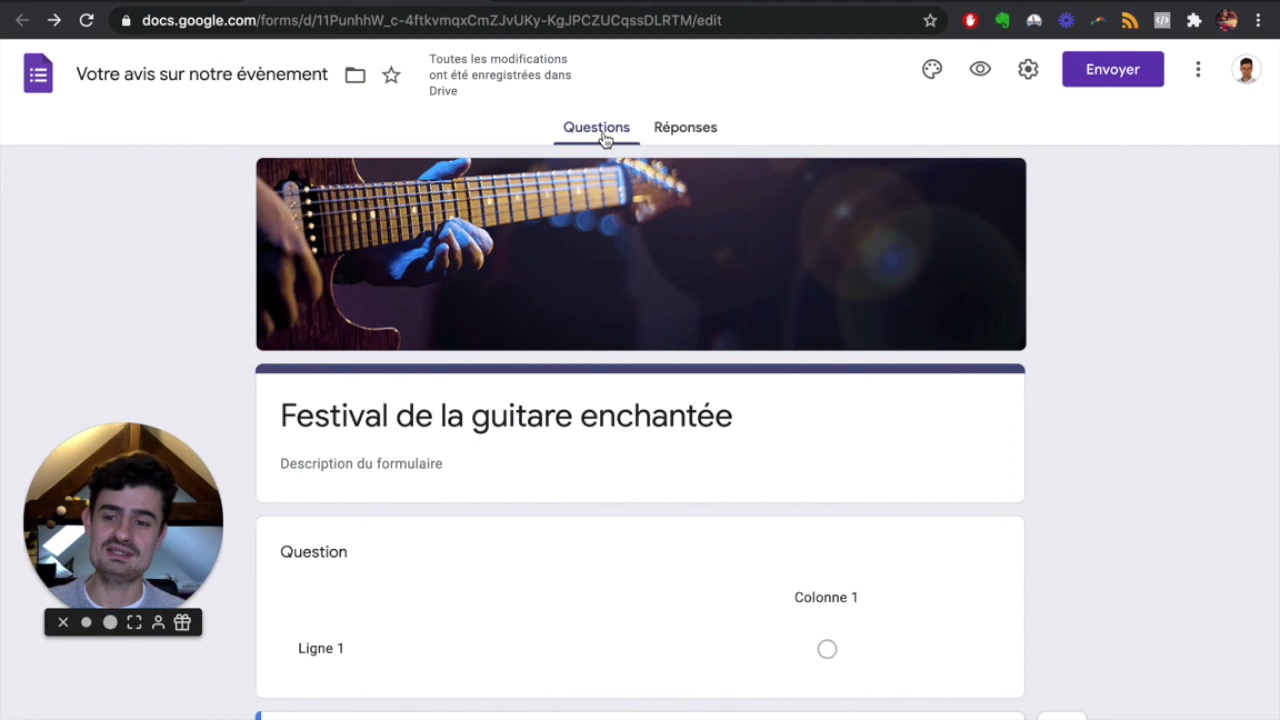 docs.google.com/forms/d/11PunhhW_c-4ftkvmqxCmZJvUKy-KgJPCZUCqssDLRTM/edit
Votre avis sur notre évènement
Toutes les modifications
ont été enregistrées dans
Drive
Envoyer
Questions
Réponses
Festival de la guitare enchantée
Description du formulaire
Question
Colonne 1
Ligne 1